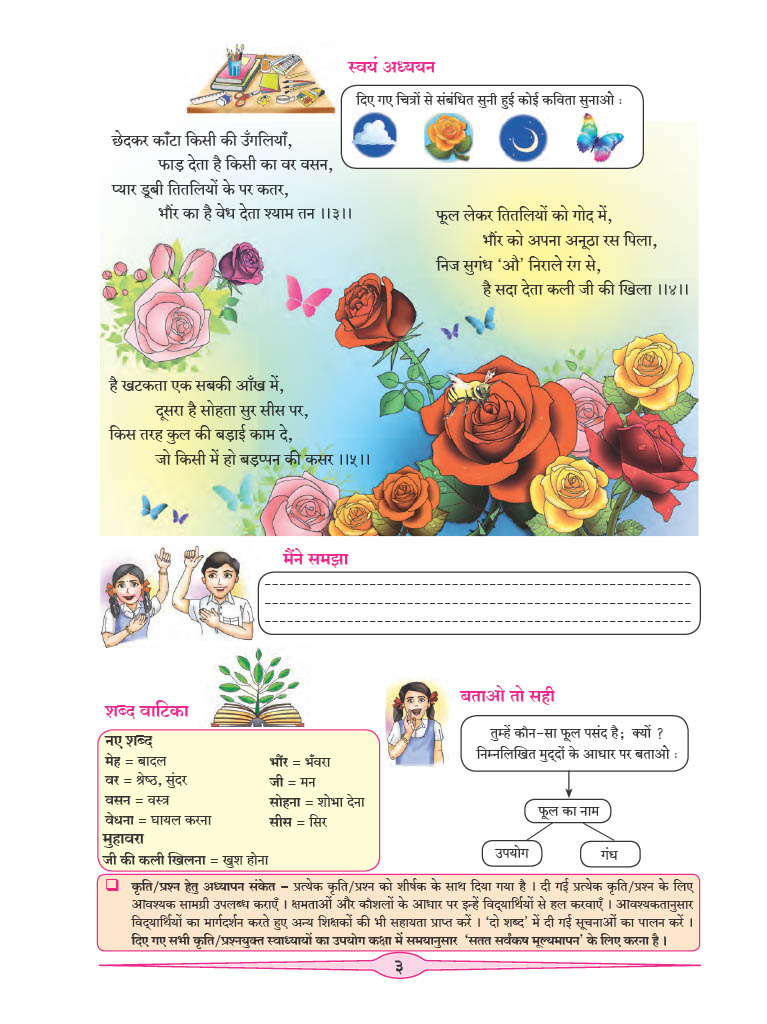 स्वयं अध्ययन
दिए गए चित्रों से संबंधित सुनी हुई कोई कविता सुनाओ :
छेदकर काँटा किसी की उँगलियाँ,
फाड़ देता है किसी का वर वसन,
प्यार डूबी तितलियों के पर कतर,
भौंर का है वेध देता श्याम तन ।।३।।
फूल लेकर तितलियों को गोद में,
भौंर को अपना अनूठा रस पिला,
निज सुगंध ‘औ’ निराले रंग से,
है सदा देता कली जी की खिला ।।४।।
है खटकता एक सबकी आँख में,
दूसरा है सोहता सुर सीस पर,
किस तरह कुल की बड़ाई काम दे,
जो किसी में हो बड़प्पन की कसर ।।५।।
मैंने समझा
शब्द वाटिका
नए शब्द
मेह = बादल
वर = श्रेष्ठ, सुंदर
वसन = वस्त्र
वेधना = घायल करना
भौंर = भँवरा
जी = मन
सोहना = शोभा देना
सीस = सिर
मुहावरा
जी की कली खिलना = खुश होना
बताओ तो सही
तुम्हें कौन-सा फूल पसंद है; क्यों ?
निम्नलिखित मुद्दों के आधार पर बताओ :
फूल का नाम
उपयोग
गंध
कृति/प्रश्न हेतु अध्यापन संकेत – प्रत्येक कृति/प्रश्न को शीर्षक के साथ दिया गया है । दी गई प्रत्येक कृति/प्रश्न के लिए
आवश्यक सामग्री उपलब्ध कराएँ । क्षमताओं और कौशलों के आधार पर इन्हें विद्यार्थियों से हल करवाएँ । आवश्यकतानुसार
विद्यार्थियों का मार्गदर्शन करते हुए अन्य शिक्षकों की भी सहायता प्राप्त करें । ‘दो शब्द’ में दी गई सूचनाओं का पालन करें ।
दिए गए सभी कृति/प्रश्नयुक्त स्वाध्यायों का उपयोग कक्षा में समयानुसार ‘सतत सर्वंकष मूल्यमापन’ के लिए करना है ।
३